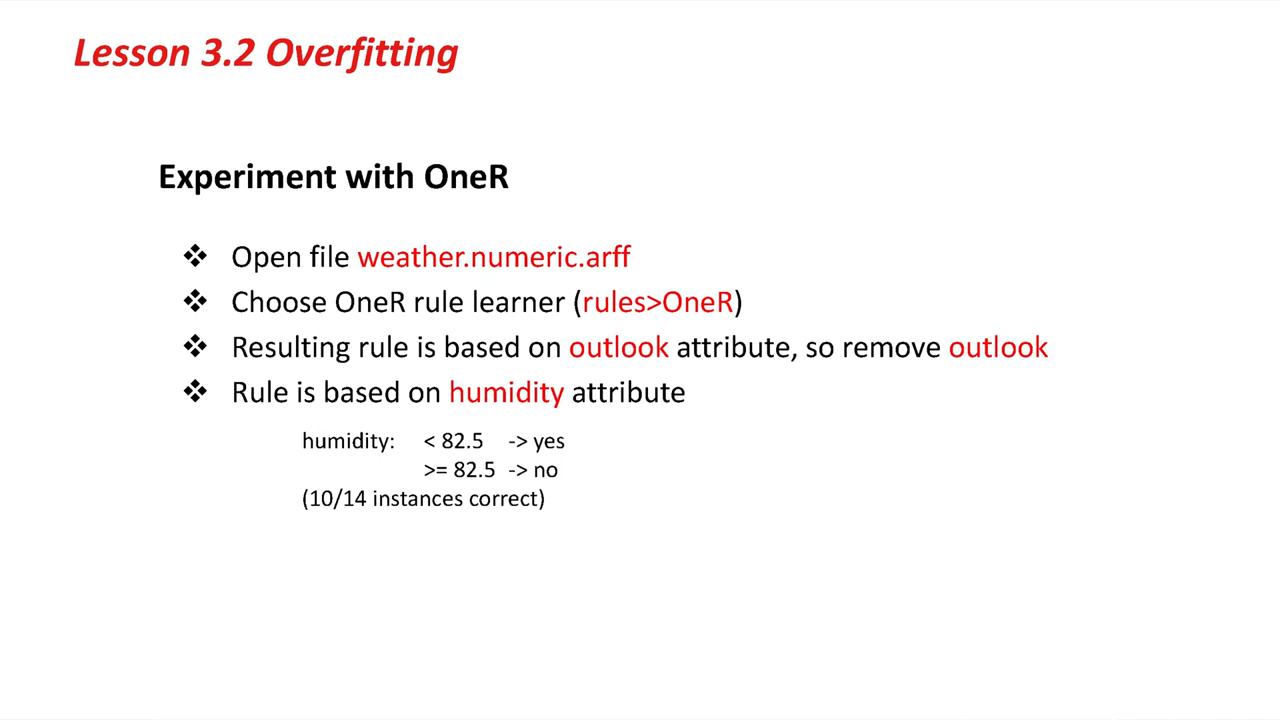 Lesson 3.2 Overfitting
Experiment with OneR
❖ Open file weather.numeric.arff
❖ Choose OneR rule learner (rules>OneR)
❖ Resulting rule is based on outlook attribute, so remove outlook
❖ Rule is based on humidity attribute
humidity: < 82.5 -> yes
>= 82.5 -> no
(10/14 instances correct)